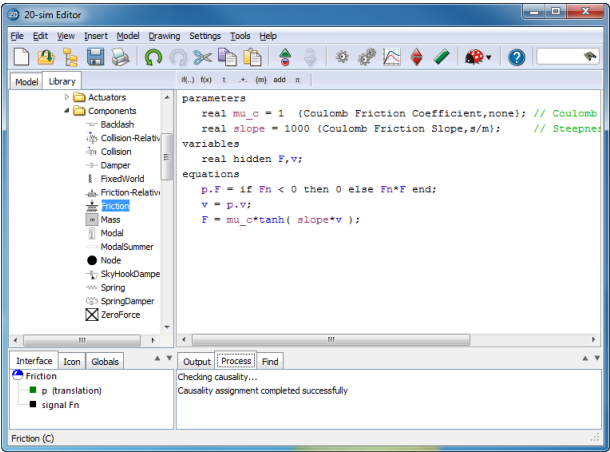 20-sim Editor
File Edit View Insert Model Drawing Settings Tools Help
Model Library
if(..) f(x) t .+. {m} add π
Actuators
Components
Backlash
Collision-Relativ
Collision
Damper
FixedWorld
Friction-Relative
Friction
Mass
Modal
ModalSummer
Node
SkyHookDampe
Spring
SpringDamper
ZeroForce
parameters
real mu_c = 1 {Coulomb Friction Coefficient,none}; // Coulomb
real slope = 1000 {Coulomb Friction Slope,s/m}; // Steepnes
variables
real hidden F,v;
equations
p.F = if Fn < 0 then 0 else Fn*F end;
v = p.v;
F = mu_c*tanh( slope*v );
Interface Icon Globals
Friction
p (translation)
signal Fn
Output Process Find
Checking causality...
Causality assignment completed successfully
Friction (C)